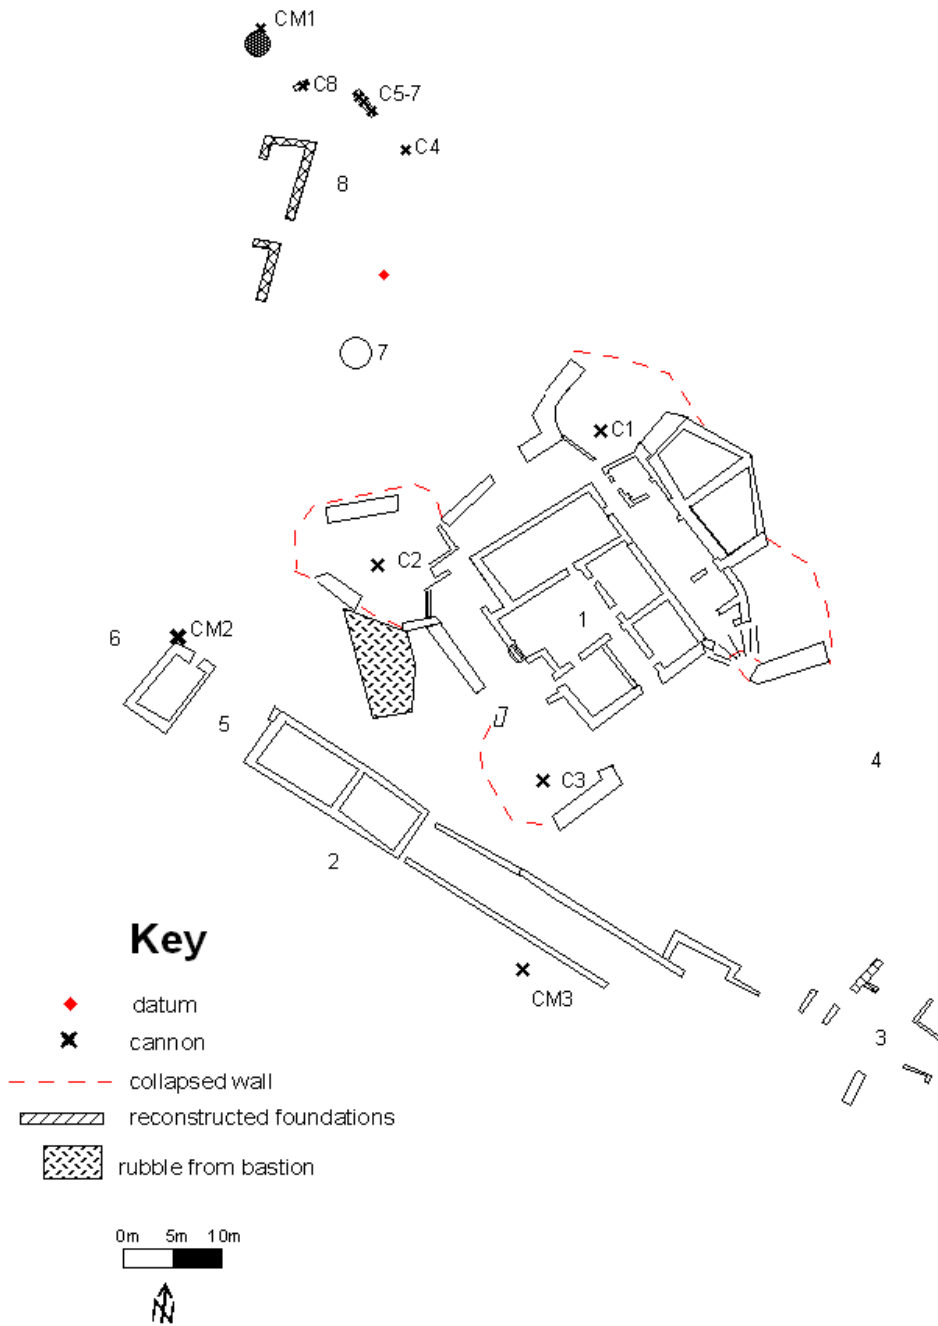 CM1
C8
C5-7
C4
8
7
C1
C2
1
6
CM2
5
4
C3
2
CM3
3
Key
datum
cannon
collapsed wall
reconstructed foundations
rubble from bastion
0m 5m 10m
N